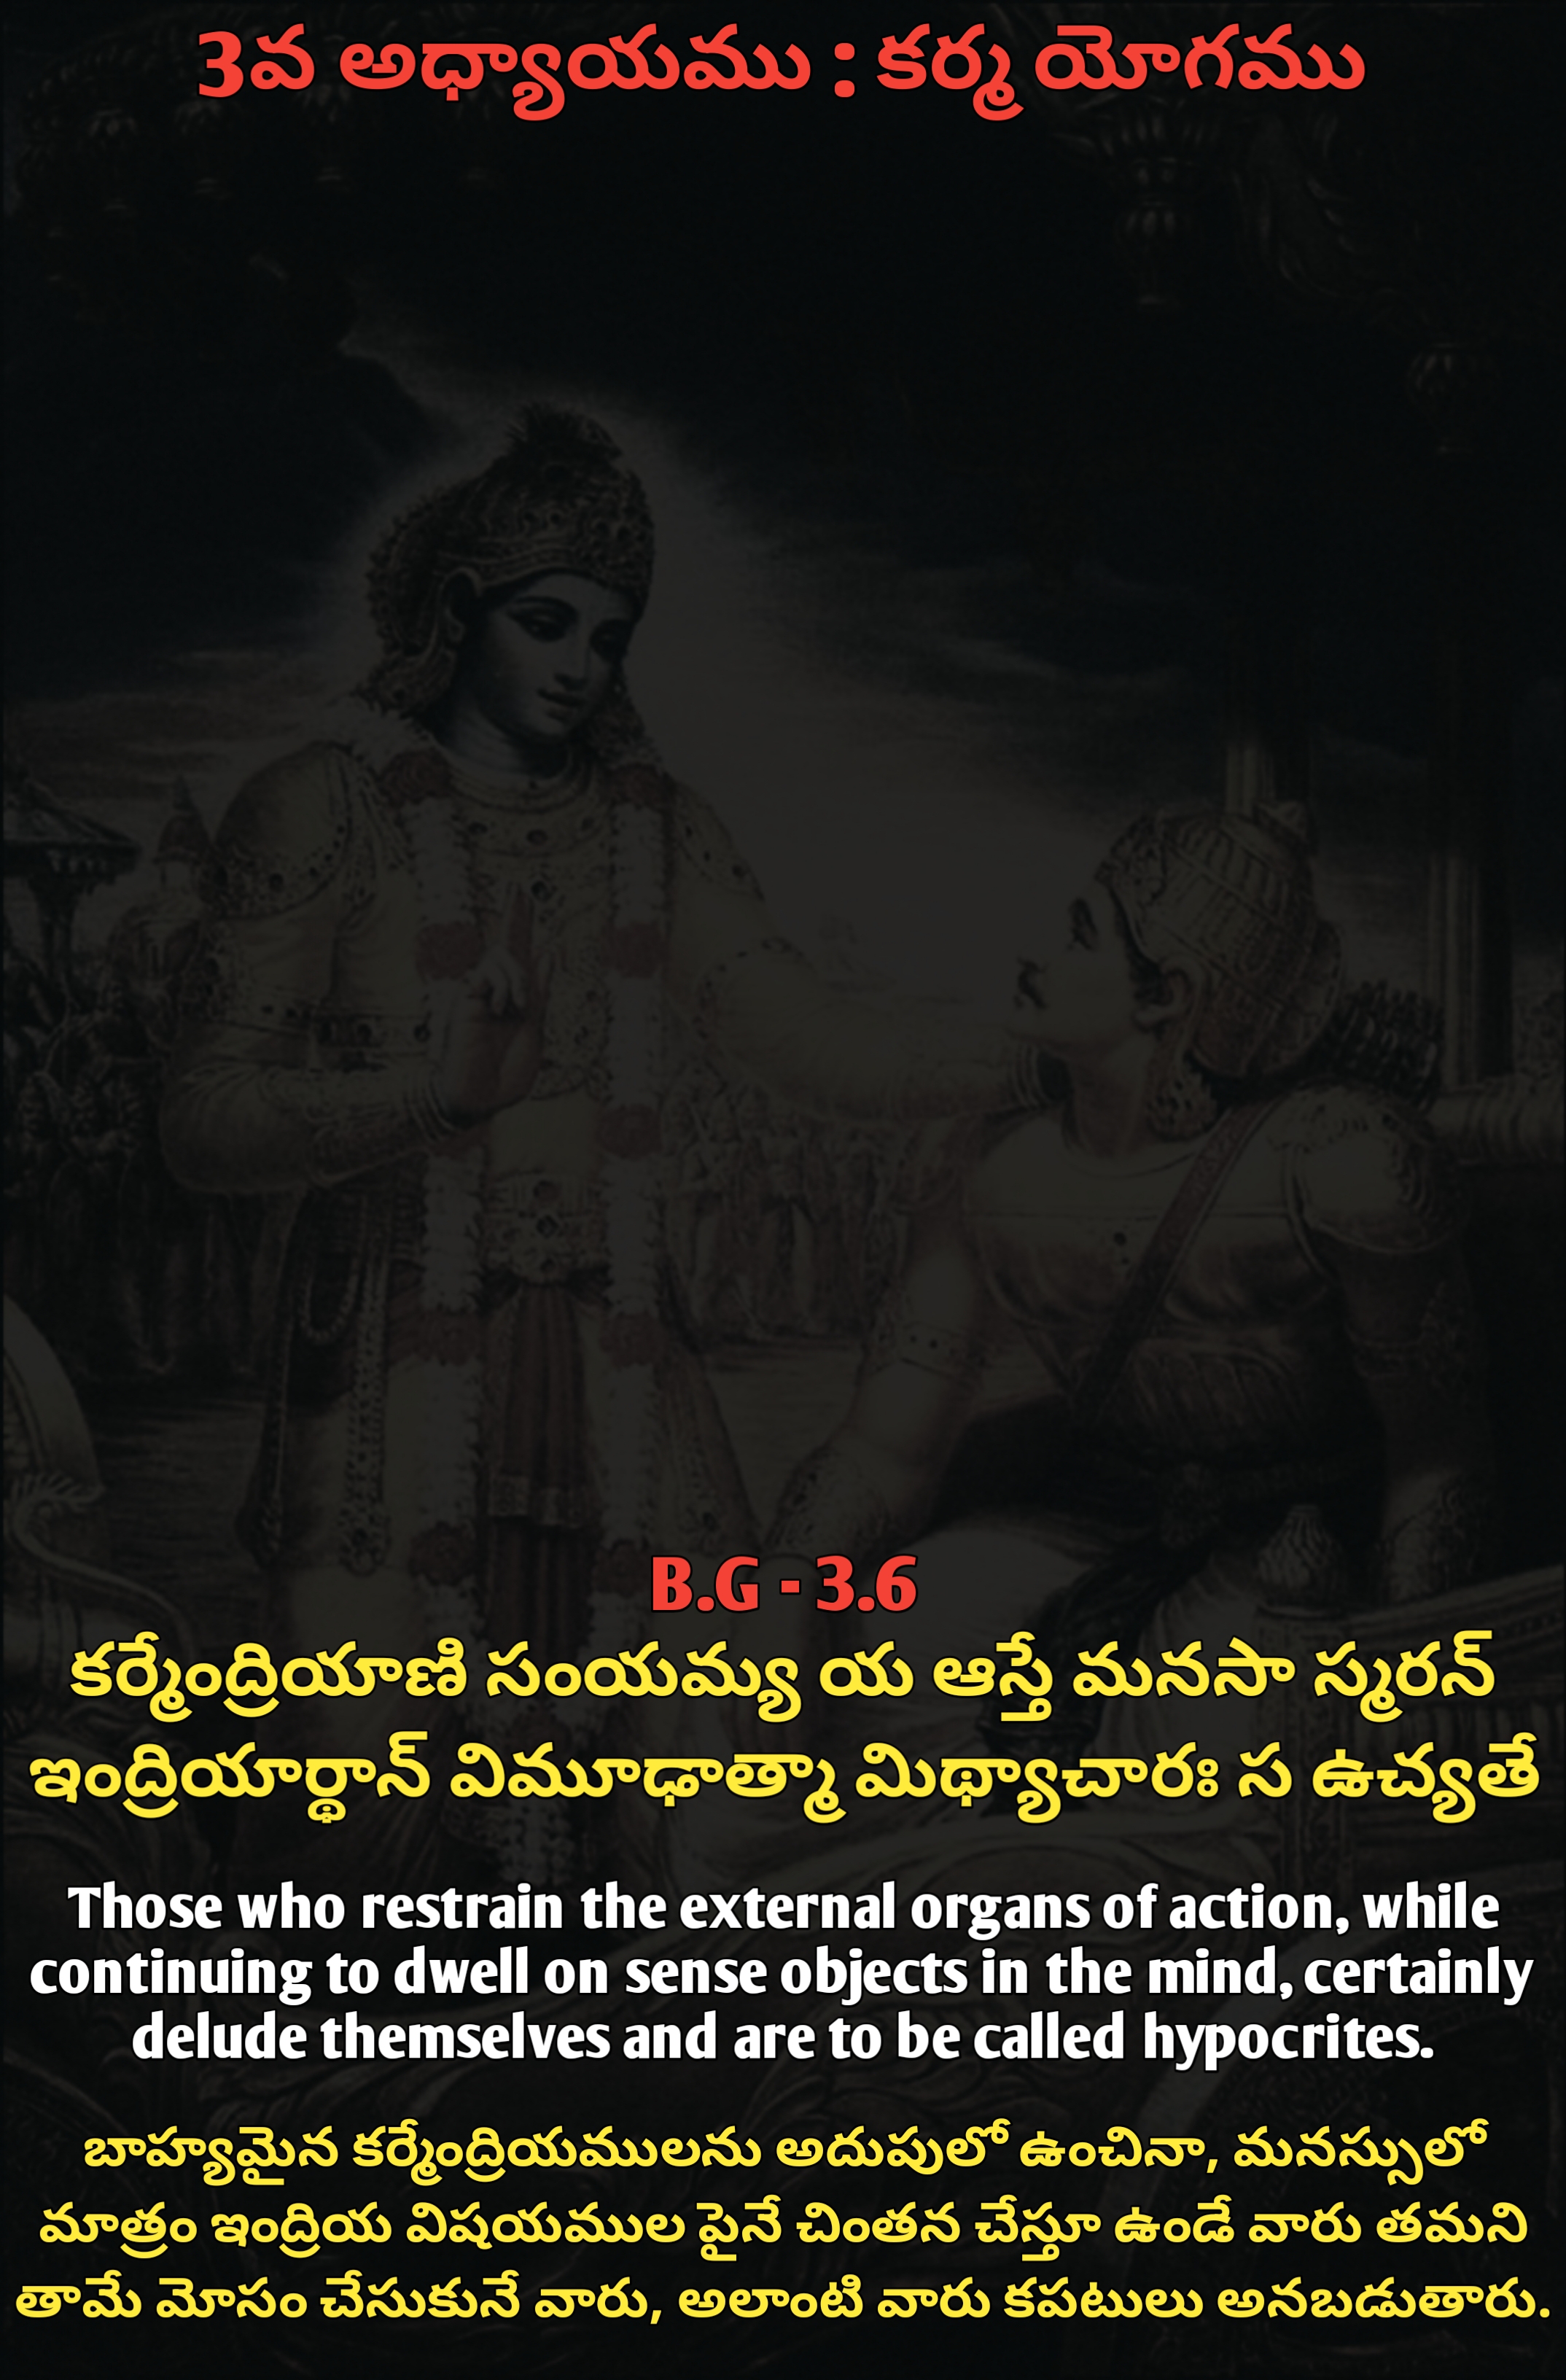 3వ అధ్యాయము : కర్మ యోగము
B.G - 3.6
కర్మేంద్రియాణి సంయమ్య య ఆస్తే మనసా స్మరన్
ఇంద్రియార్థాన్ విమూఢాత్మా మిథ్యాచారః స ఉచ్యతే
Those who restrain the external organs of action, while
continuing to dwell on sense objects in the mind, certainly
delude themselves and are to be called hypocrites.
బాహ్యమైన కర్మేంద్రియములను అదుపులో ఉంచినా, మనస్సులో
మాత్రం ఇంద్రియ విషయముల పైనే చింతన చేస్తూ ఉండే వారు తమని
తామే మోసం చేసుకునే వారు, అలాంటి వారు కపటులు అనబడుతారు.